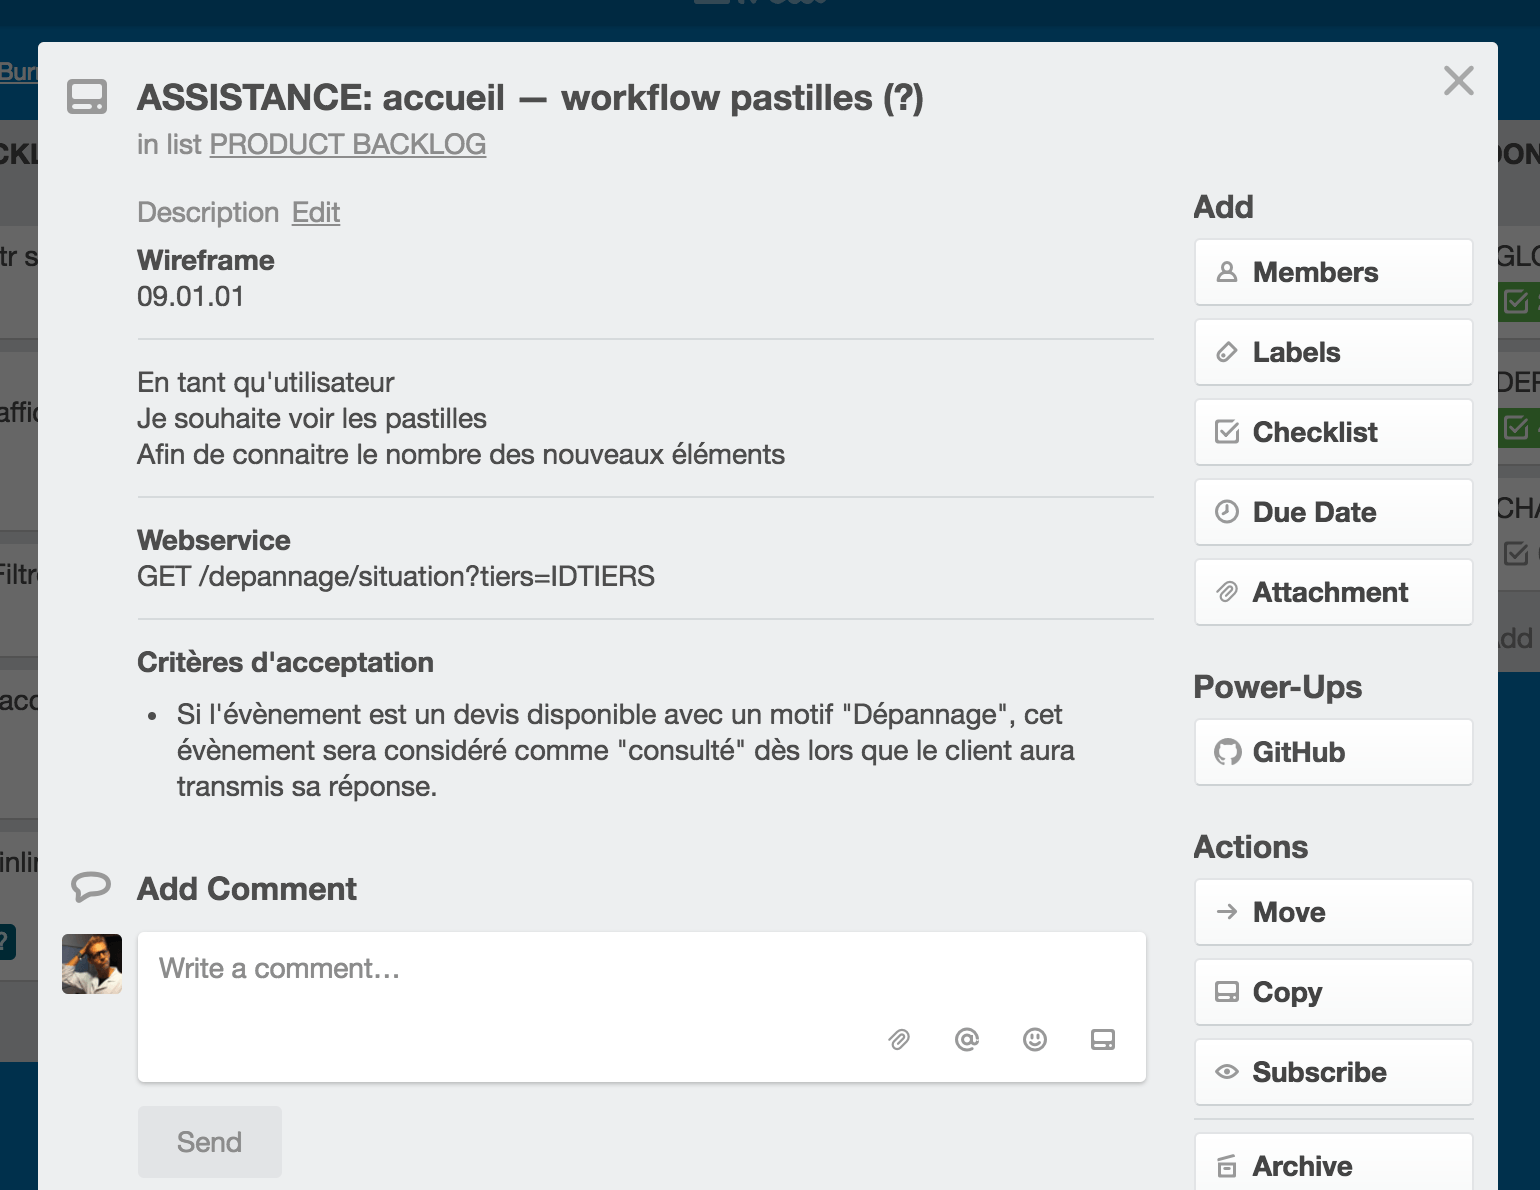 ASSISTANCE: accueil — workflow pastilles (?)
in list PRODUCT BACKLOG
Description Edit
Wireframe
09.01.01
En tant qu'utilisateur
Je souhaite voir les pastilles
Afin de connaitre le nombre des nouveaux éléments
Webservice
GET /depannage/situation?tiers=IDTIERS
Critères d'acceptation
• Si l'évènement est un devis disponible avec un motif "Dépannage", cet
évènement sera considéré comme "consulté" dès lors que le client aura
transmis sa réponse.
Add Comment
Write a comment…
Send
Add
Members
Labels
Checklist
Due Date
Attachment
Power-Ups
GitHub
Actions
Move
Copy
Subscribe
Archive